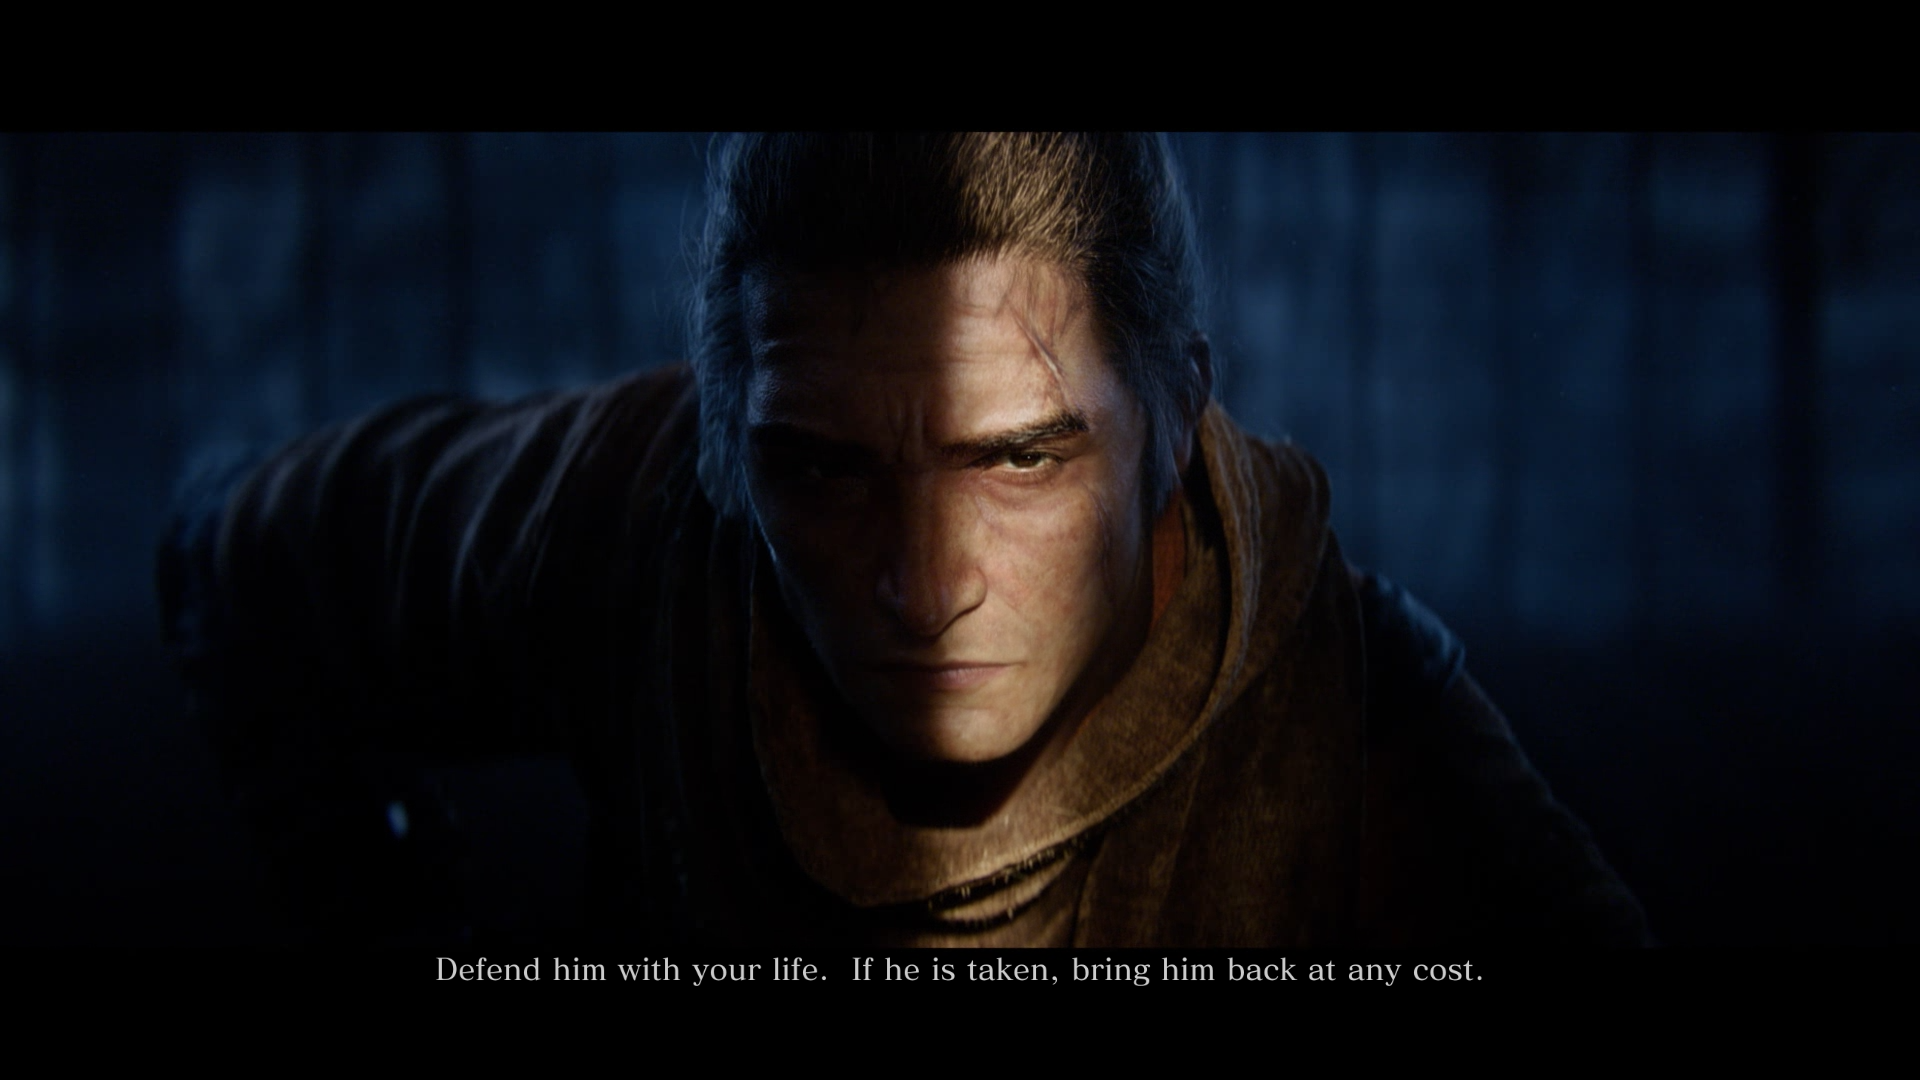 Defend him with your life.  If he is taken, bring him back at any cost.